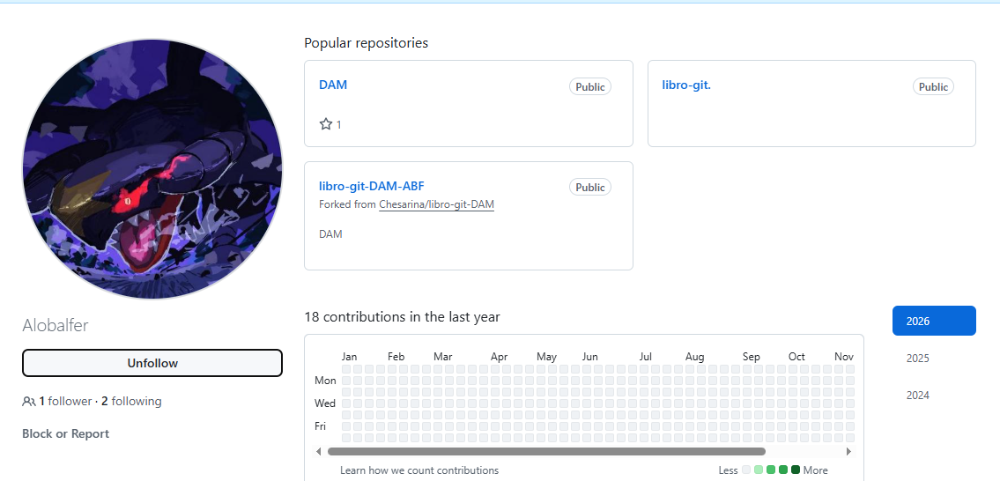 Popular repositories
DAM
Public
1
libro-git.
Public
libro-git-DAM-ABF
Public
Forked from Chesarina/libro-git-DAM
DAM
Alobalfer
Unfollow
1 follower · 2 following
Block or Report
18 contributions in the last year
2026
2025
2024
Jan Feb Mar Apr May Jun Jul Aug Sep Oct Nov
Mon
Wed
Fri
Learn how we count contributions
Less More